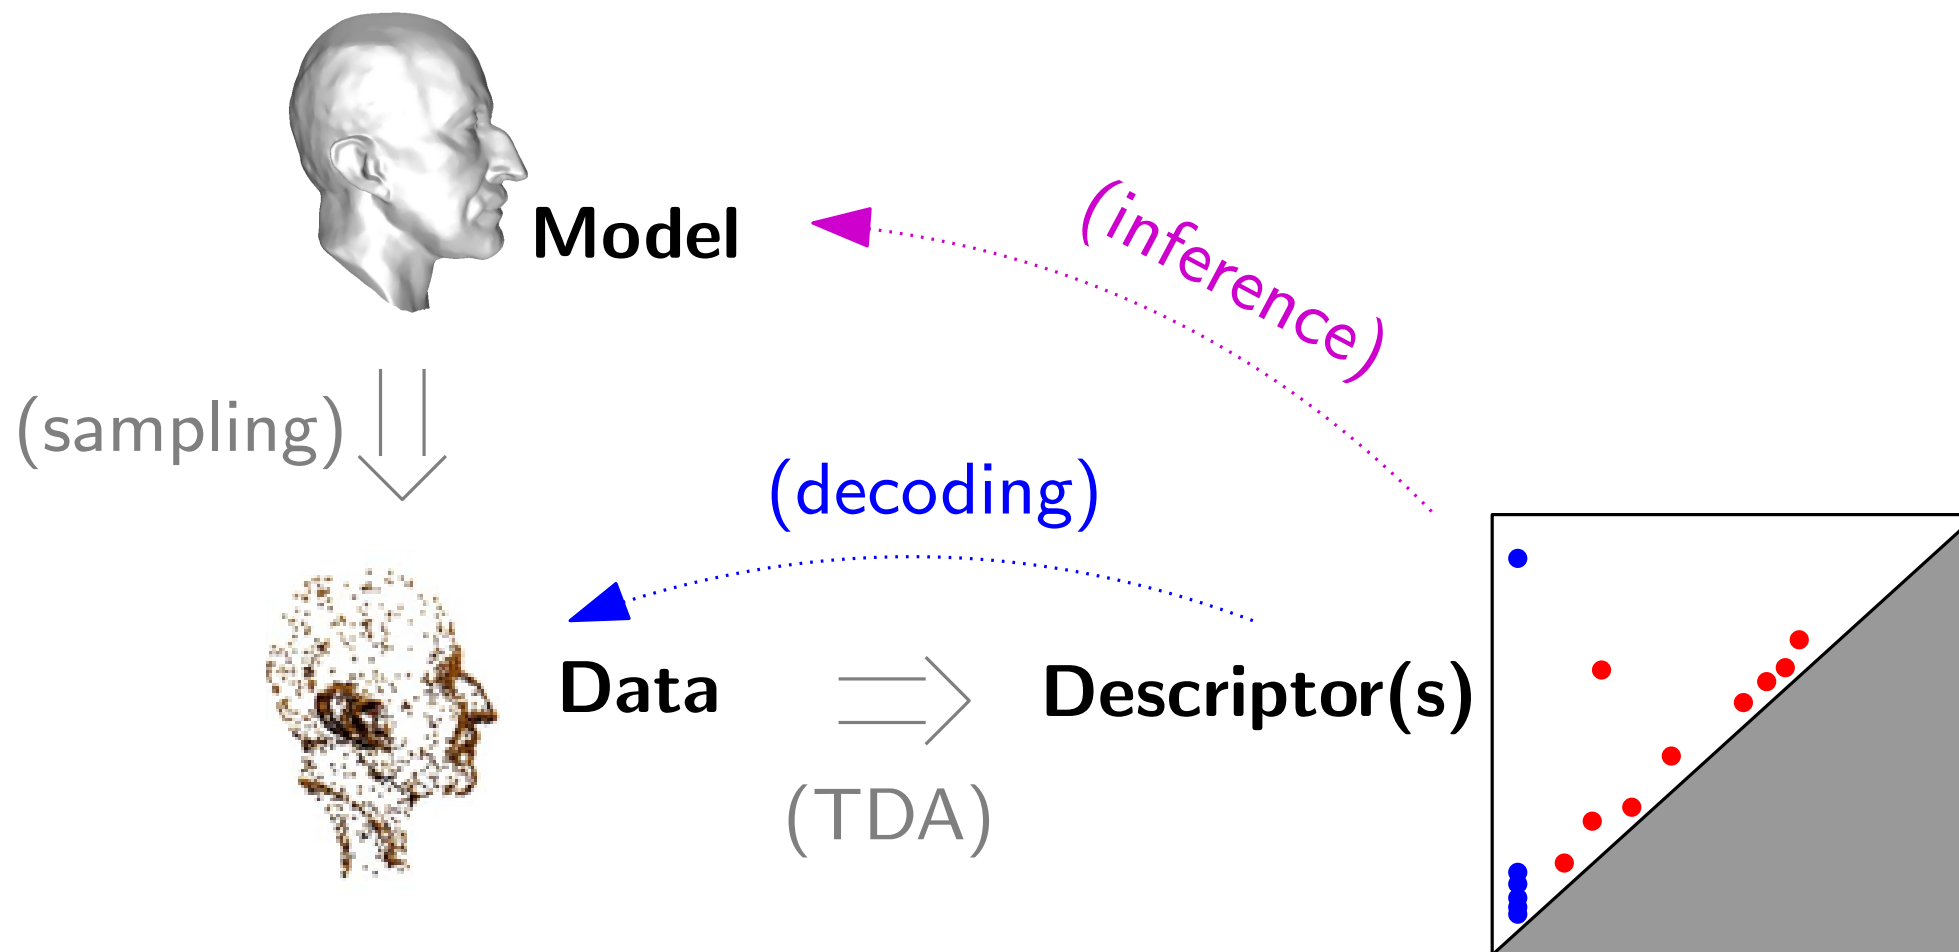 Model
(inference)
(sampling)
(decoding)
Data
Descriptor(s)
(TDA)